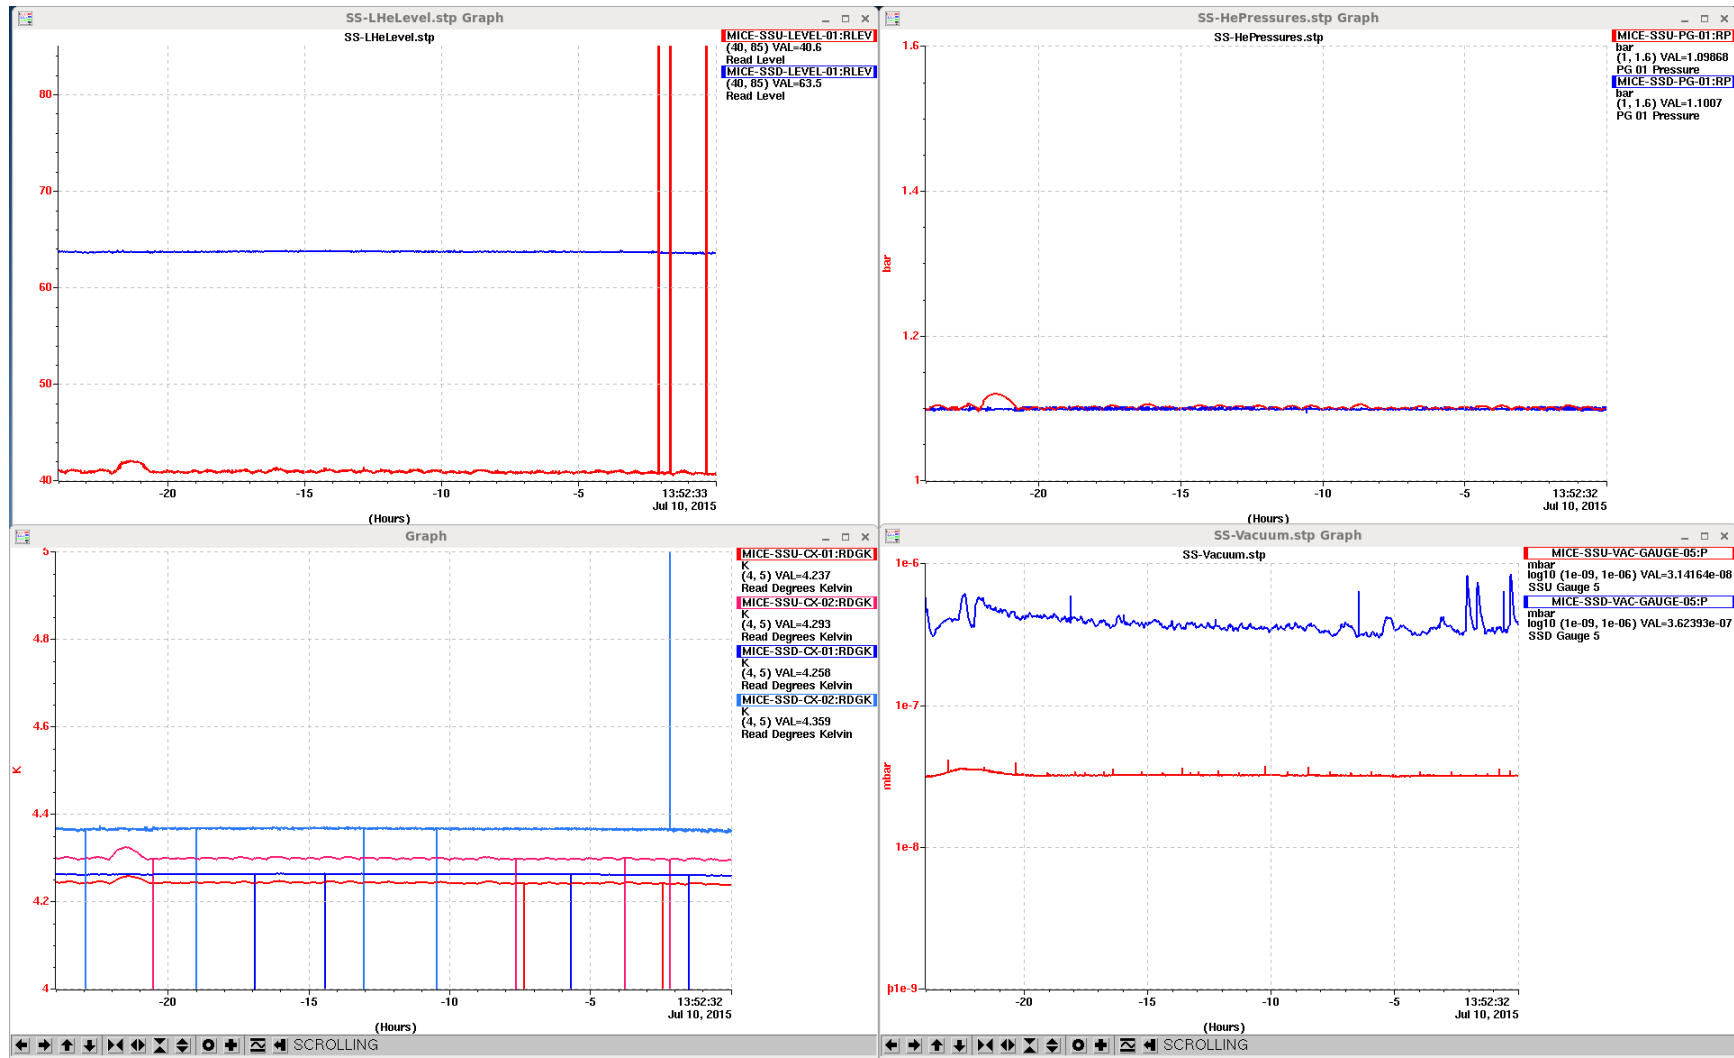 SS-LHeLevel.stp Graph
SS-LHeLevel.stp
MICE-SSU-LEVEL-01:RLEV
(40, 85) VAL=40.6
Read Level
MICE-SSD-LEVEL-01:RLEV
(40, 85) VAL=63.5
Read Level
80
70
60
50
40
-20
-15
-10
-5
13:52:33
Jul 10, 2015
(Hours)
SS-HePressures.stp Graph
SS-HePressures.stp
MICE-SSU-PG-01:RP
bar
(1, 1.6) VAL=1.09868
PG 01 Pressure
MICE-SSD-PG-01:RP
bar
(1, 1.6) VAL=1.1007
PG 01 Pressure
1.6
1.4
bar
1.2
1
-20
-15
-10
-5
13:52:32
Jul 10, 2015
(Hours)
Graph
MICE-SSU-CX-01:RDGK
K
(4, 5) VAL=4.237
Read Degrees Kelvin
MICE-SSU-CX-02:RDGK
K
(4, 5) VAL=4.293
Read Degrees Kelvin
MICE-SSD-CX-01:RDGK
K
(4, 5) VAL=4.258
Read Degrees Kelvin
MICE-SSD-CX-02:RDGK
K
(4, 5) VAL=4.359
Read Degrees Kelvin
5
4.8
4.6
K
4.4
4.2
4
-20
-15
-10
-5
13:52:32
Jul 10, 2015
(Hours)
SCROLLING
SS-Vacuum.stp Graph
SS-Vacuum.stp
MICE-SSU-VAC-GAUGE-05:P
mbar
log10 (1e-09, 1e-06) VAL=3.14164e-08
SSU Gauge 5
MICE-SSD-VAC-GAUGE-05:P
mbar
log10 (1e-09, 1e-06) VAL=3.62393e-07
SSD Gauge 5
1e-6
1e-7
mbar
1e-8
1e-9
-20
-15
-10
-5
13:52:32
Jul 10, 2015
(Hours)
SCROLLING